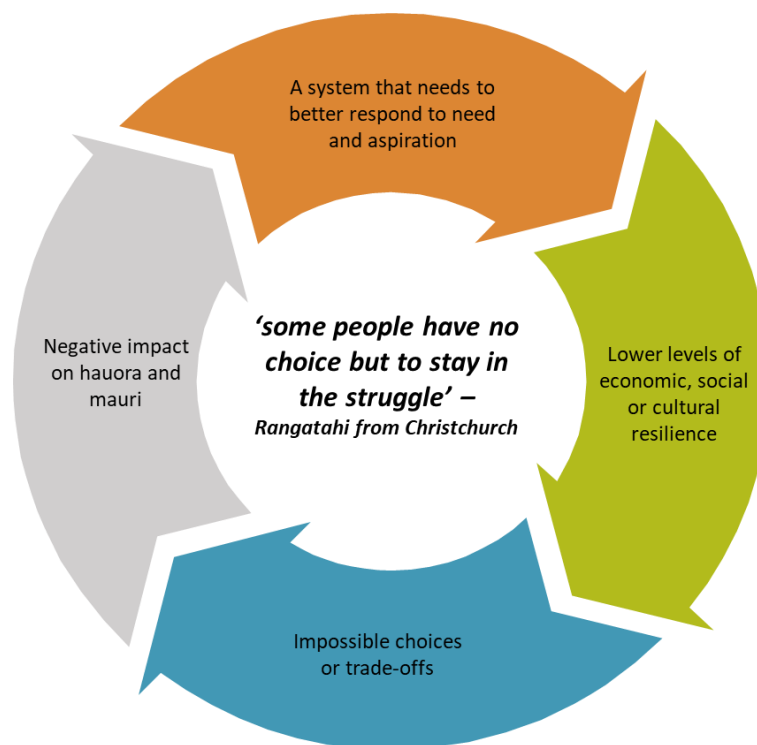 A system that needs to
better respond to need
and aspiration
Lower levels of
economic, social
or cultural
resilience
Impossible choices
or trade-offs
Negative impact
on hauora and
mauri
‘some people have no
choice but to stay in
the struggle’ –
Rangatahi from Christchurch